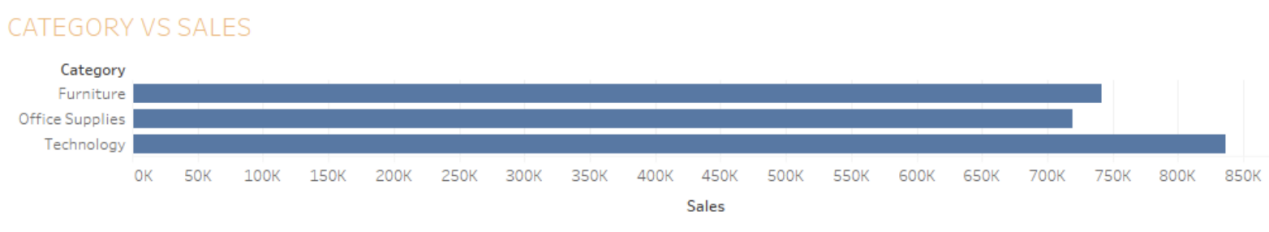 CATEGORY VS SALES
Category
Furniture
Office Supplies
Technology
0K 50K 100K 150K 200K 250K 300K 350K 400K 450K 500K 550K 600K 650K 700K 750K 800K 850K
Sales